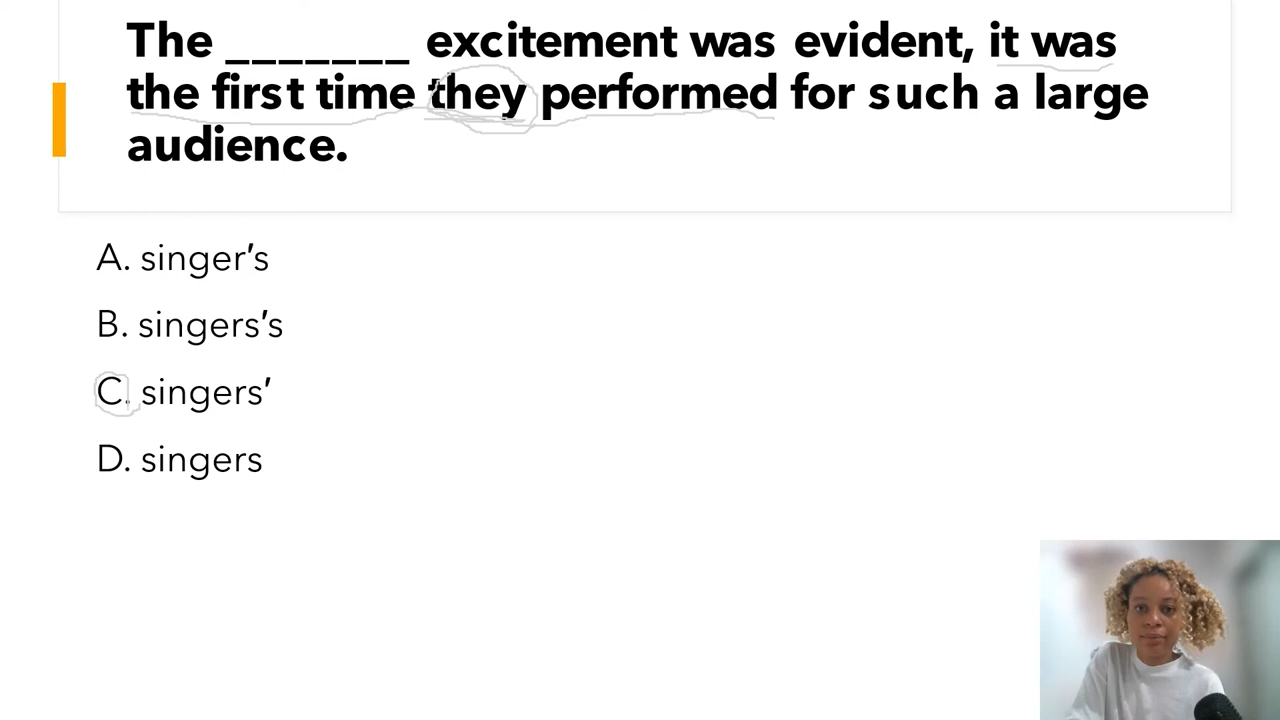 The _______ excitement was evident, it was
the first time they performed for such a large
audience.
A. singer’s
B. singers’s
C. singers’
D. singers